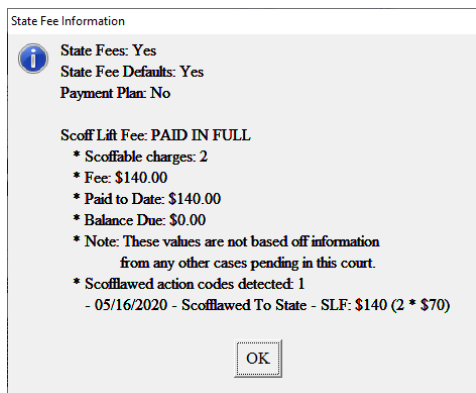 State Fee Information
State Fees: Yes
State Fee Defaults: Yes
Payment Plan: No
Scoff Lift Fee: PAID IN FULL
* Scoffable charges: 2
* Fee: $140.00
* Paid to Date: $140.00
* Balance Due: $0.00
* Note: These values are not based off information
from any other cases pending in this court.
* Scofflawed action codes detected: 1
- 05/16/2020 - Scofflawed To State - SLF: $140 (2 * $70)
OK